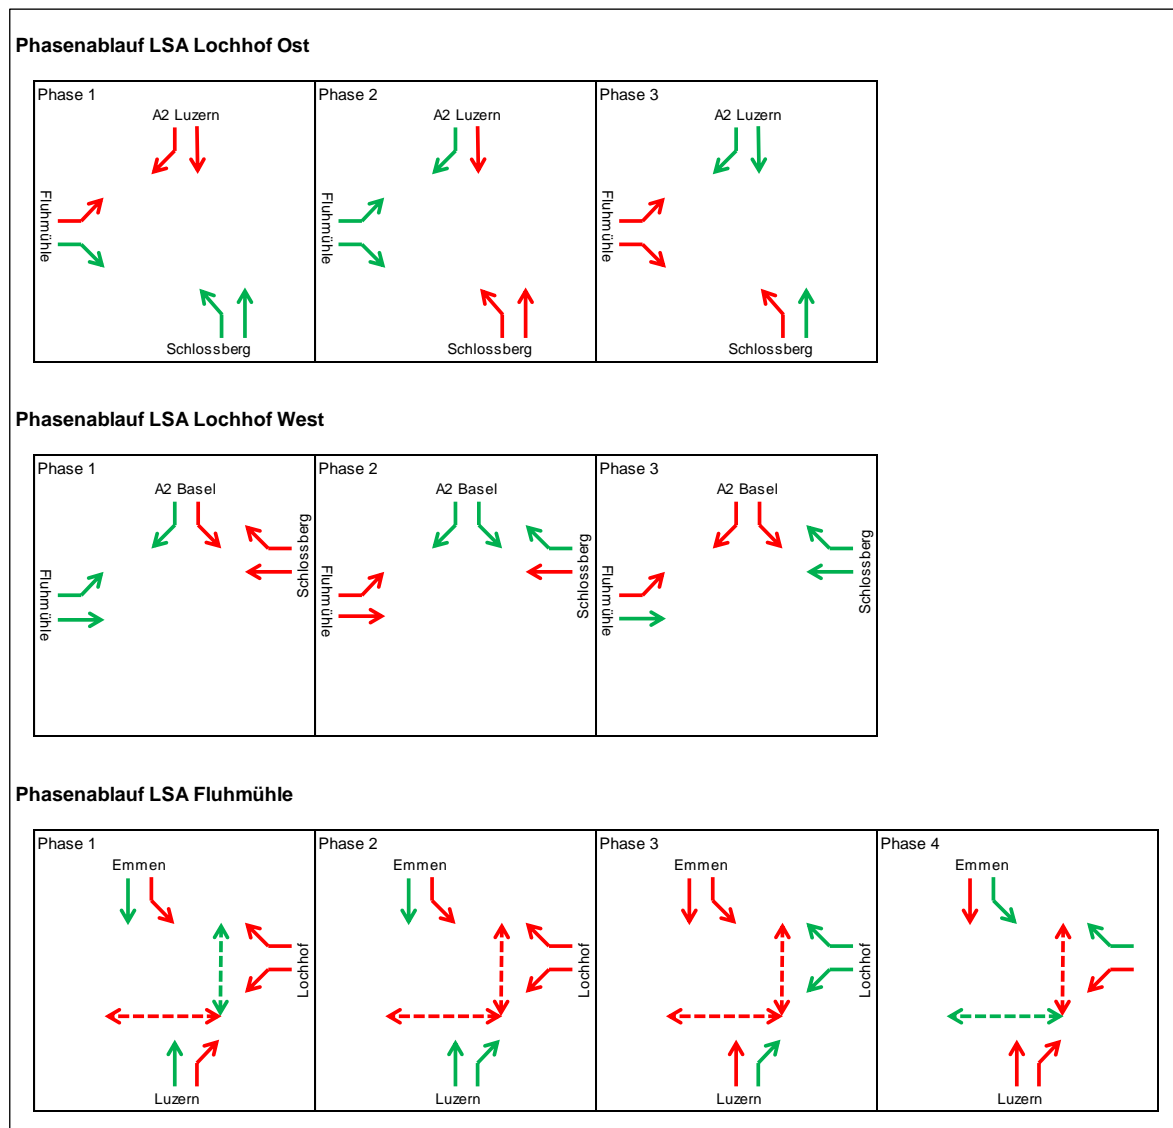 Phasenablauf LSA Lochhof Ost
Phase 1
A2 Luzern
Fluhmühle
Schlossberg
Phase 2
A2 Luzern
Fluhmühle
Schlossberg
Phase 3
A2 Luzern
Fluhmühle
Schlossberg
Phasenablauf LSA Lochhof West
Phase 1
A2 Basel
Schlossberg
Fluhmühle
Phase 2
A2 Basel
Schlossberg
Fluhmühle
Phase 3
A2 Basel
Schlossberg
Fluhmühle
Phasenablauf LSA Fluhmühle
Phase 1
Emmen
Lochhof
Luzern
Phase 2
Emmen
Lochhof
Luzern
Phase 3
Emmen
Lochhof
Luzern
Phase 4
Emmen
Luzern